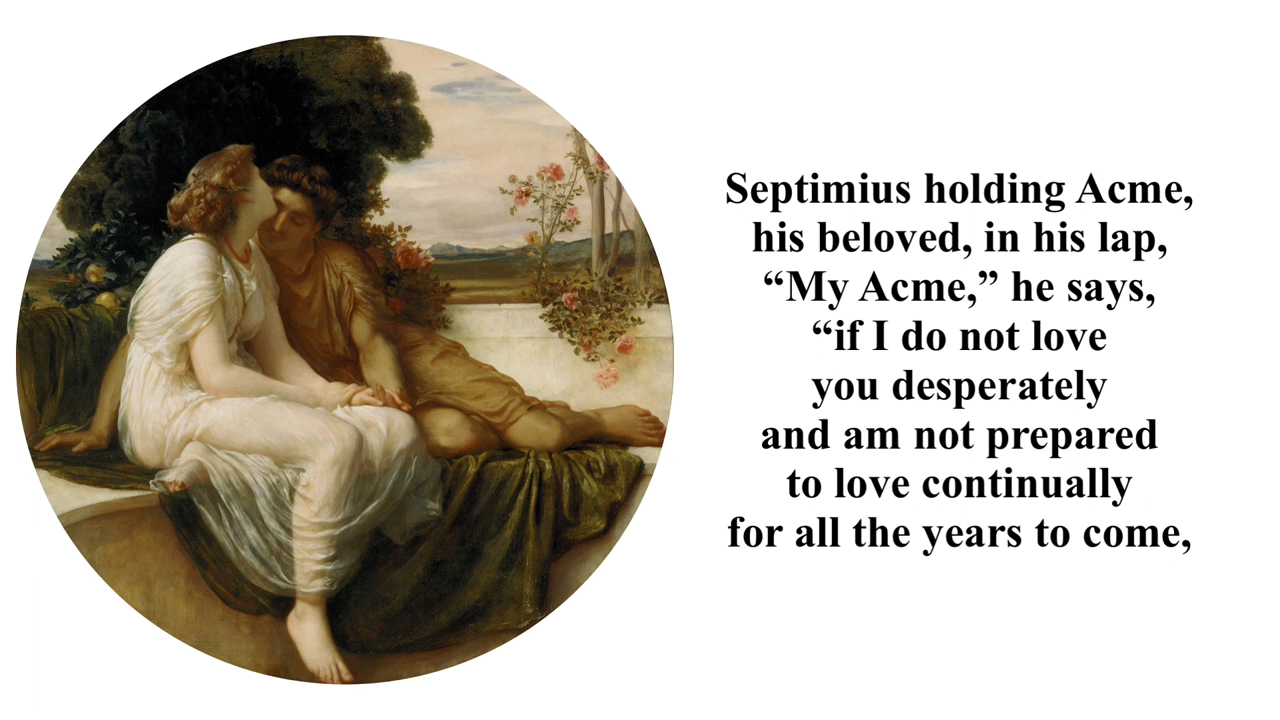 Septimius holding Acme,
his beloved, in his lap,
“My Acme,” he says,
“if I do not love
you desperately
and am not prepared
to love continually
for all the years to come,